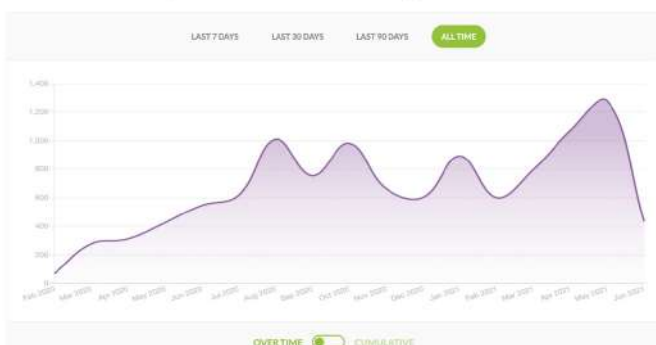 LAST 7 DAYS LAST 30 DAYS LAST 90 DAYS ALL TIME
1,400
1,200
1,000
800
600
400
200
0
Feb 2020 Mar 2020 Apr 2020 May 2020 Jun 2020 Jul 2020 Aug 2020 Sep 2020 Oct 2020 Nov 2020 Dec 2020 Jan 2021 Feb 2021 Mar 2021 Apr 2021 May 2021 Jun 2021
OVER TIME CUMULATIVE